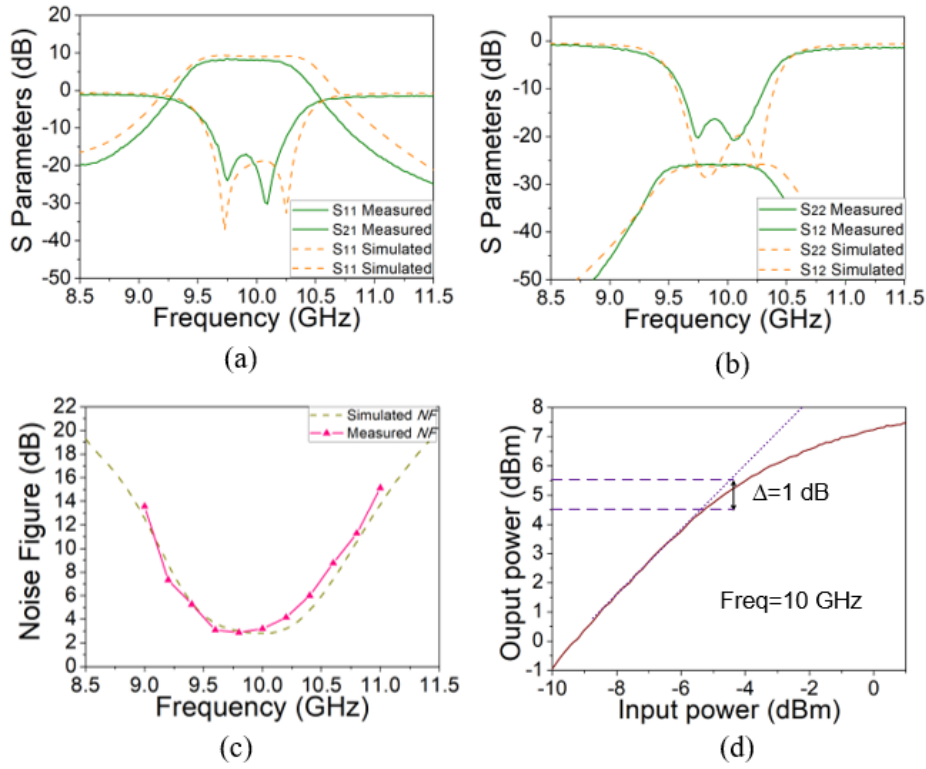 20
10
0
-10
-20
-30
-40
-50
S Parameters (dB)
S11 Measured
S21 Measured
S11 Simulated
S11 Simulated
8.5 9.0 9.5 10.0 10.5 11.0 11.5
Frequency (GHz)
(a)
0
-10
-20
-30
-40
-50
S Parameters (dB)
S22 Measured
S12 Measured
S22 Simulated
S12 Simulated
8.5 9.0 9.5 10.0 10.5 11.0 11.5
Frequency (GHz)
(b)
22
20
18
16
14
12
10
8
6
4
2
0
Noise Figure (dB)
Simulated NF
Measured NF
8.5 9.0 9.5 10.0 10.5 11.0 11.5
Frequency (GHz)
(c)
8
7
6
5
4
3
2
1
0
-1
Ouput power (dBm)
Δ=1 dB
Freq=10 GHz
-10 -8 -6 -4 -2 0
Input power (dBm)
(d)